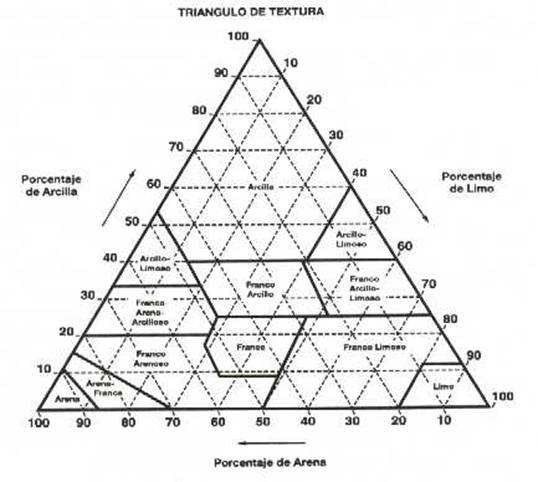 TRIANGULO DE TEXTURA
100
90
10
80
20
70
30
Porcentaje
de Arcilla
60
Arcilla
40
Porcentaje
de Limo
50
50
Arcillo-
Limoso
40
Arcillo-
Limoso
60
30
Franco
Arcillo
Franco
Arcillo-
Limoso
70
Franco
Arena-
Arcilloso
20
80
Franco
Arenoso
Franco
Franco Limoso
10
90
Arena
Arena-
Franca
Limo
100
100
90
80
70
60
50
40
30
20
10
Porcentaje de Arena